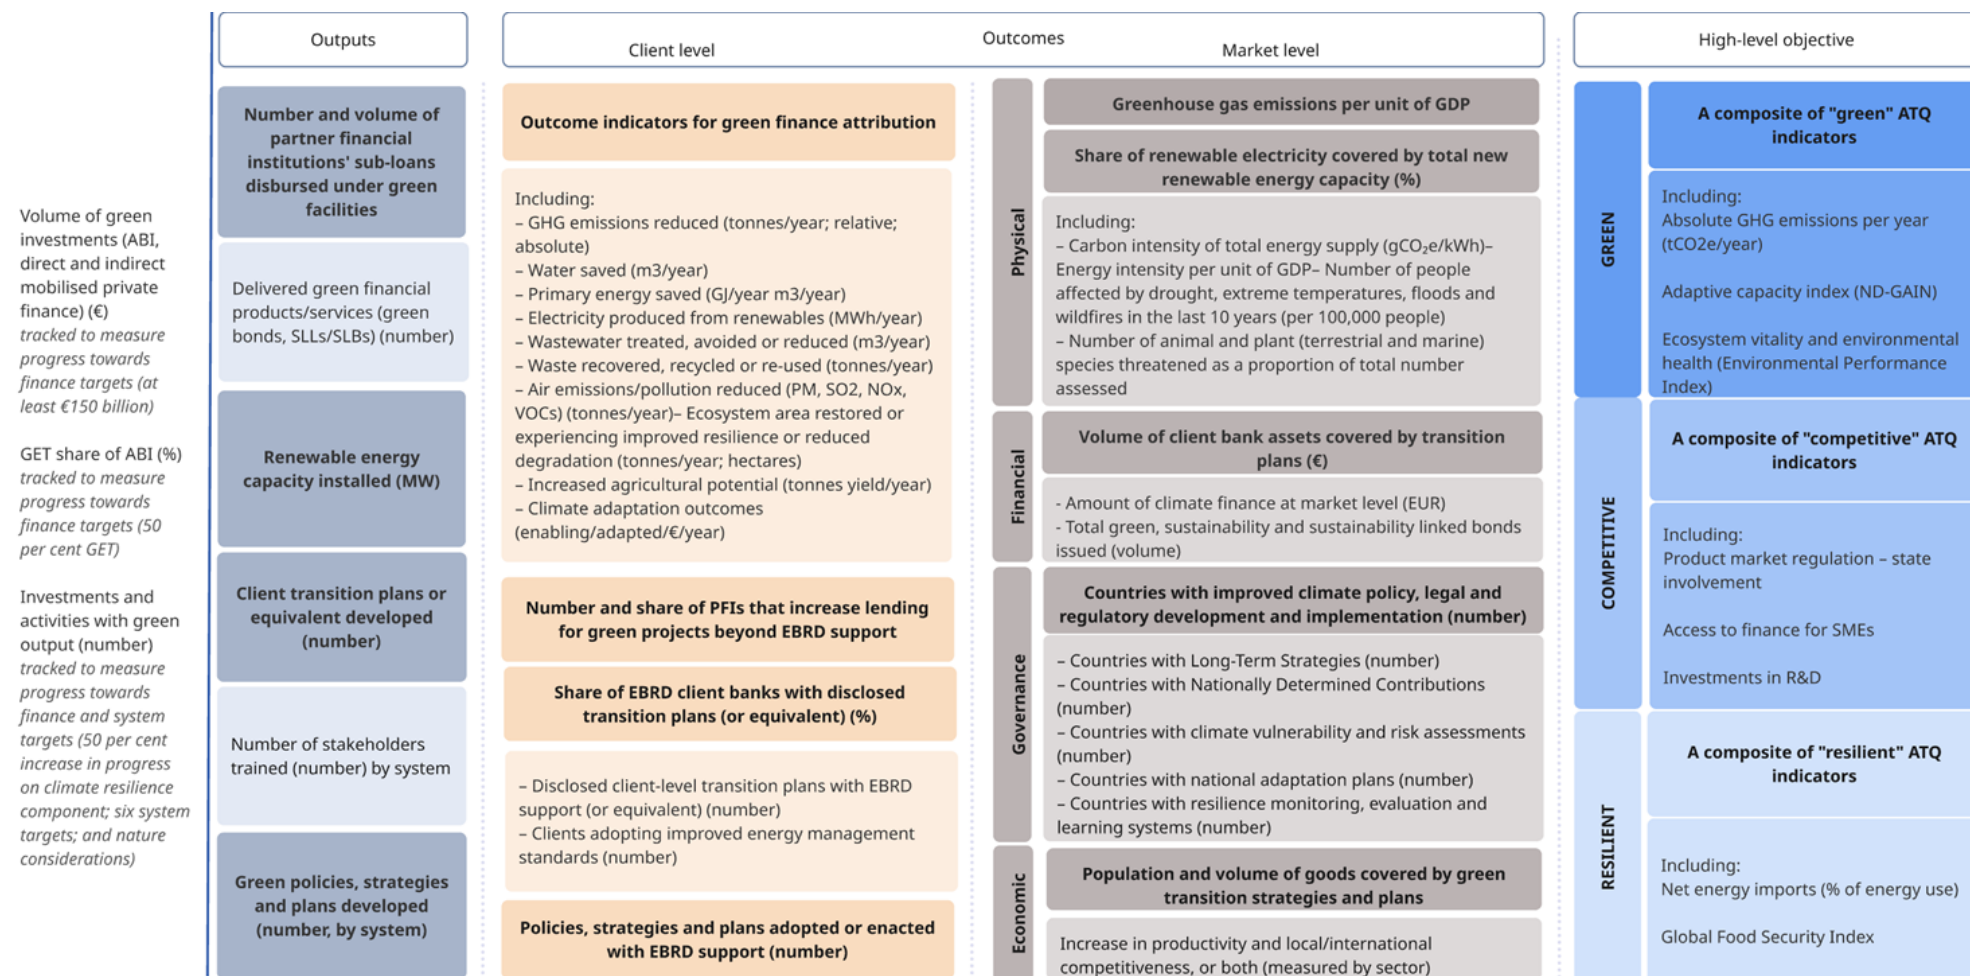 Outputs
Outcomes
Client level
Market level
High-level objective
Volume of green
investments (ABI,
direct and indirect
mobilised private
finance) (€)
tracked to measure
progress towards
finance targets (at
least €150 billion)
GET share of ABI (%)
tracked to measure
progress towards
finance targets (50
per cent GET)
Investments and
activities with green
output (number)
tracked to measure
progress towards
finance and system
targets (50 per cent
increase in progress
on climate resilience
component; six system
targets; and nature
considerations)
Number and volume of
partner financial
institutions' sub-loans
disbursed under green
facilities
Delivered green financial
products/services (green
bonds, SLLs/SLBs) (number)
Renewable energy
capacity installed (MW)
Client transition plans or
equivalent developed
(number)
Number of stakeholders
trained (number) by system
Green policies, strategies
and plans developed
(number, by system)
Outcome indicators for green finance attribution
Including:
– GHG emissions reduced (tonnes/year; relative;
absolute)
– Water saved (m3/year)
– Primary energy saved (GJ/year m3/year)
– Electricity produced from renewables (MWh/year)
– Wastewater treated, avoided or reduced (m3/year)
– Waste recovered, recycled or re-used (tonnes/year)
– Air emissions/pollution reduced (PM, SO2, NOx,
VOCs) (tonnes/year)– Ecosystem area restored or
experiencing improved resilience or reduced
degradation (tonnes/year; hectares)
– Increased agricultural potential (tonnes yield/year)
– Climate adaptation outcomes
(enabling/adapted/€/year)
Number and share of PFIs that increase lending
for green projects beyond EBRD support
Share of EBRD client banks with disclosed
transition plans (or equivalent) (%)
– Disclosed client-level transition plans with EBRD
support (or equivalent) (number)
– Clients adopting improved energy management
standards (number)
Policies, strategies and plans adopted or enacted
with EBRD support (number)
Physical
Greenhouse gas emissions per unit of GDP
Share of renewable electricity covered by total new
renewable energy capacity (%)
Including:
– Carbon intensity of total energy supply (gCO₂e/kWh)–
Energy intensity per unit of GDP– Number of people
affected by drought, extreme temperatures, floods and
wildfires in the last 10 years (per 100,000 people)
– Number of animal and plant (terrestrial and marine)
species threatened as a proportion of total number
assessed
Financial
Volume of client bank assets covered by transition
plans (€)
- Amount of climate finance at market level (EUR)
- Total green, sustainability and sustainability linked bonds
issued (volume)
Governance
Countries with improved climate policy, legal and
regulatory development and implementation (number)
– Countries with Long-Term Strategies (number)
– Countries with Nationally Determined Contributions
(number)
– Countries with climate vulnerability and risk assessments
(number)
– Countries with national adaptation plans (number)
– Countries with resilience monitoring, evaluation and
learning systems (number)
Economic
Population and volume of goods covered by green
transition strategies and plans
Increase in productivity and local/international
competitiveness, or both (measured by sector)
GREEN
A composite of "green" ATQ
indicators
Including:
Absolute GHG emissions per year
(tCO2e/year)
Adaptive capacity index (ND-GAIN)
Ecosystem vitality and environmental
health (Environmental Performance
Index)
COMPETITIVE
A composite of "competitive" ATQ
indicators
Including:
Product market regulation – state
involvement
Access to finance for SMEs
Investments in R&D
RESILIENT
A composite of "resilient" ATQ
indicators
Including:
Net energy imports (% of energy use)
Global Food Security Index